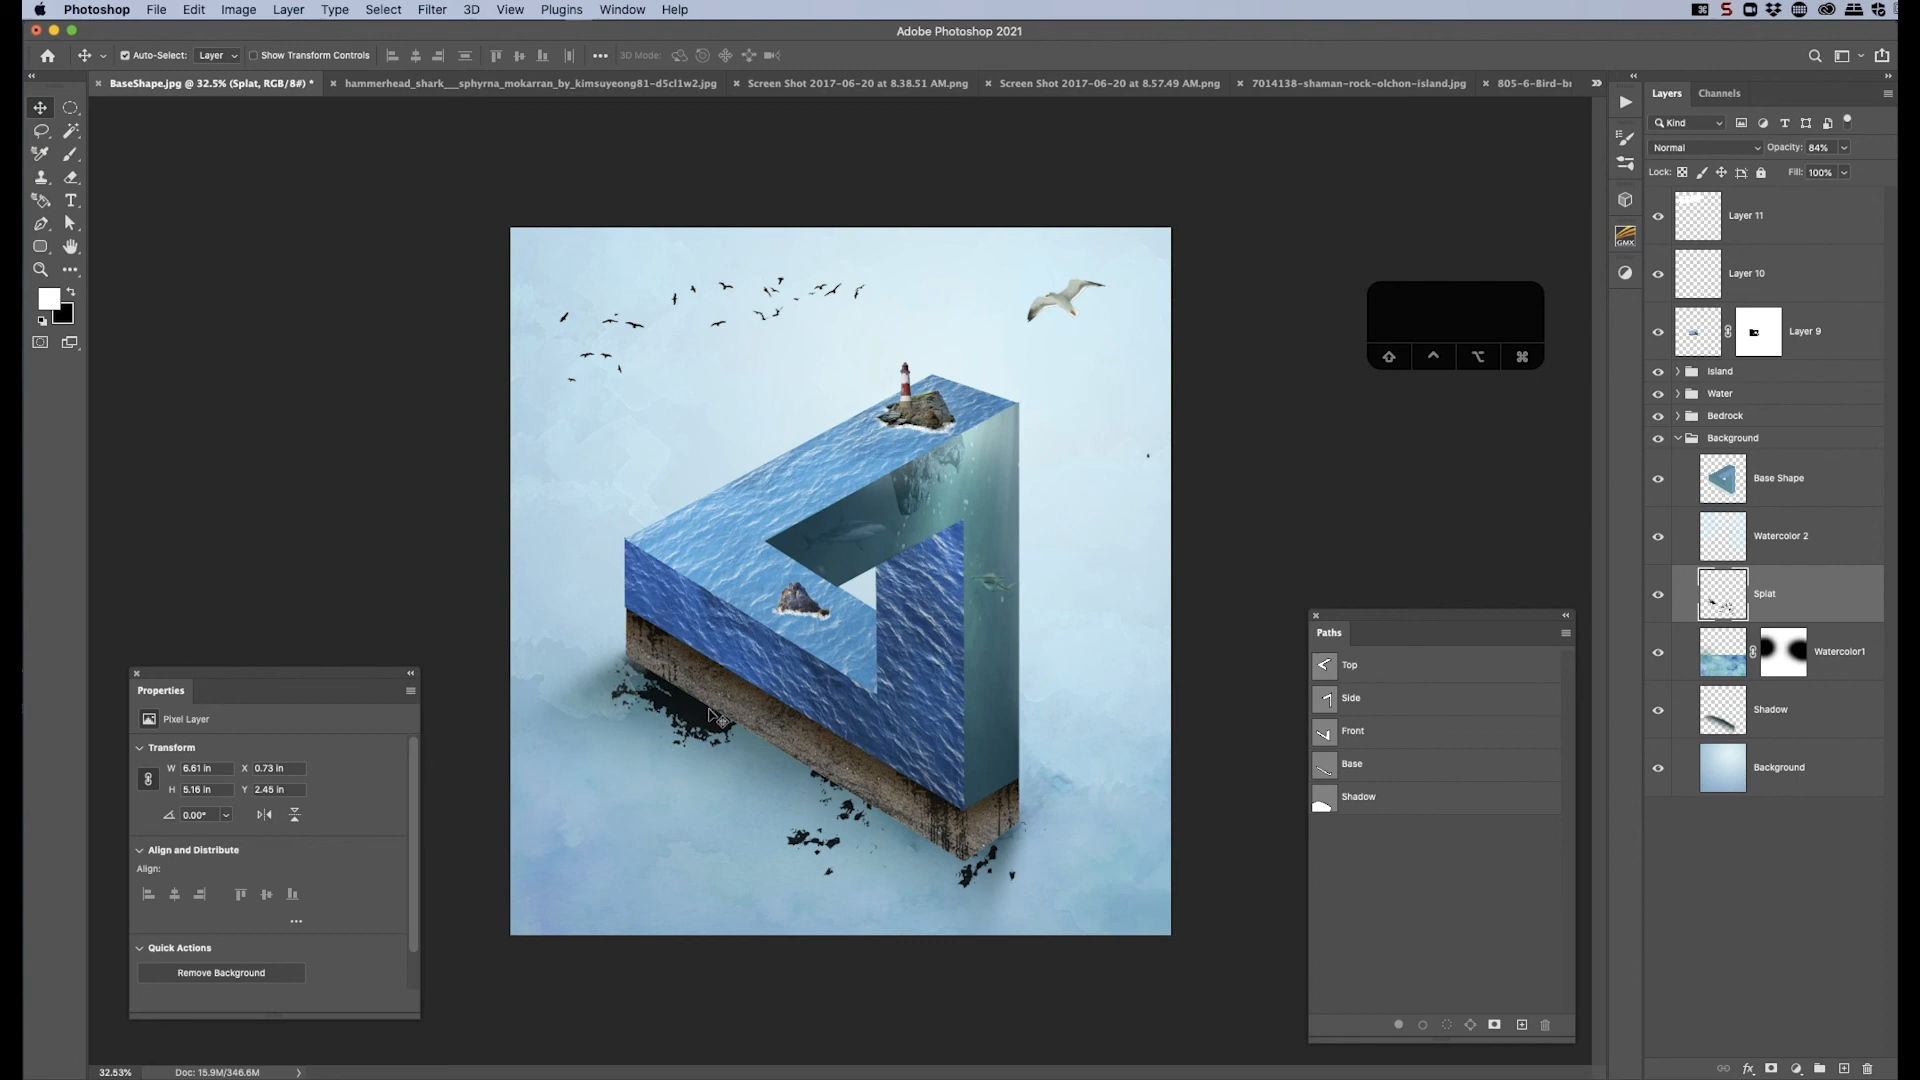 Photoshop File Edit Image Layer Type Select Filter 3D View Plugins Window Help
Adobe Photoshop 2021
Auto-Select: Layer Show Transform Controls 3D Mode:
BaseShape.jpg @ 32.5% (Splat, RGB/8#) * hammerhead_shark__sphyrna_mokarran_by_kimsuyeong81-d5cl1w2.jpg Screen Shot 2017-06-20 at 8.38.51 AM.png Screen Shot 2017-06-20 at 8.57.49 AM.png 7014138-shaman-rock-olchon-island.jpg 805-6-Bird-br
Layers Channels
Kind
Normal Opacity: 84%
Lock: Fill: 100%
Layer 11
Layer 10
Layer 9
Island
Water
Bedrock
Background
Base Shape
Watercolor 2
Splat
Watercolor1
Shadow
Background
GMX
Paths
Top
Side
Front
Base
Shadow
Properties
Pixel Layer
Transform
W 6.61 in X 0.73 in
H 5.16 in Y 2.45 in
0.00°
Align and Distribute
Align:
Quick Actions
Remove Background
32.53% Doc: 15.9M/346.6M